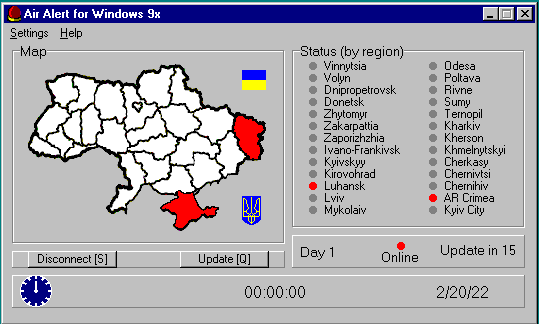 Air Alert for Windows 9x
Settings Help
Map
Status (by region)
Vinnytsia
Volyn
Dnipropetrovsk
Donetsk
Zhytomyr
Zakarpattia
Zaporizhzhia
Ivano-Frankivsk
Kyivskyy
Kirovohrad
Luhansk
Lviv
Mykolaiv
Odesa
Poltava
Rivne
Sumy
Ternopil
Kharkiv
Kherson
Khmelnytskyi
Cherkasy
Chernivtsi
Chernihiv
AR Crimea
Kyiv City
Disconnect [S]
Update [Q]
Day 1
Online
Update in 15
00:00:00
2/20/22